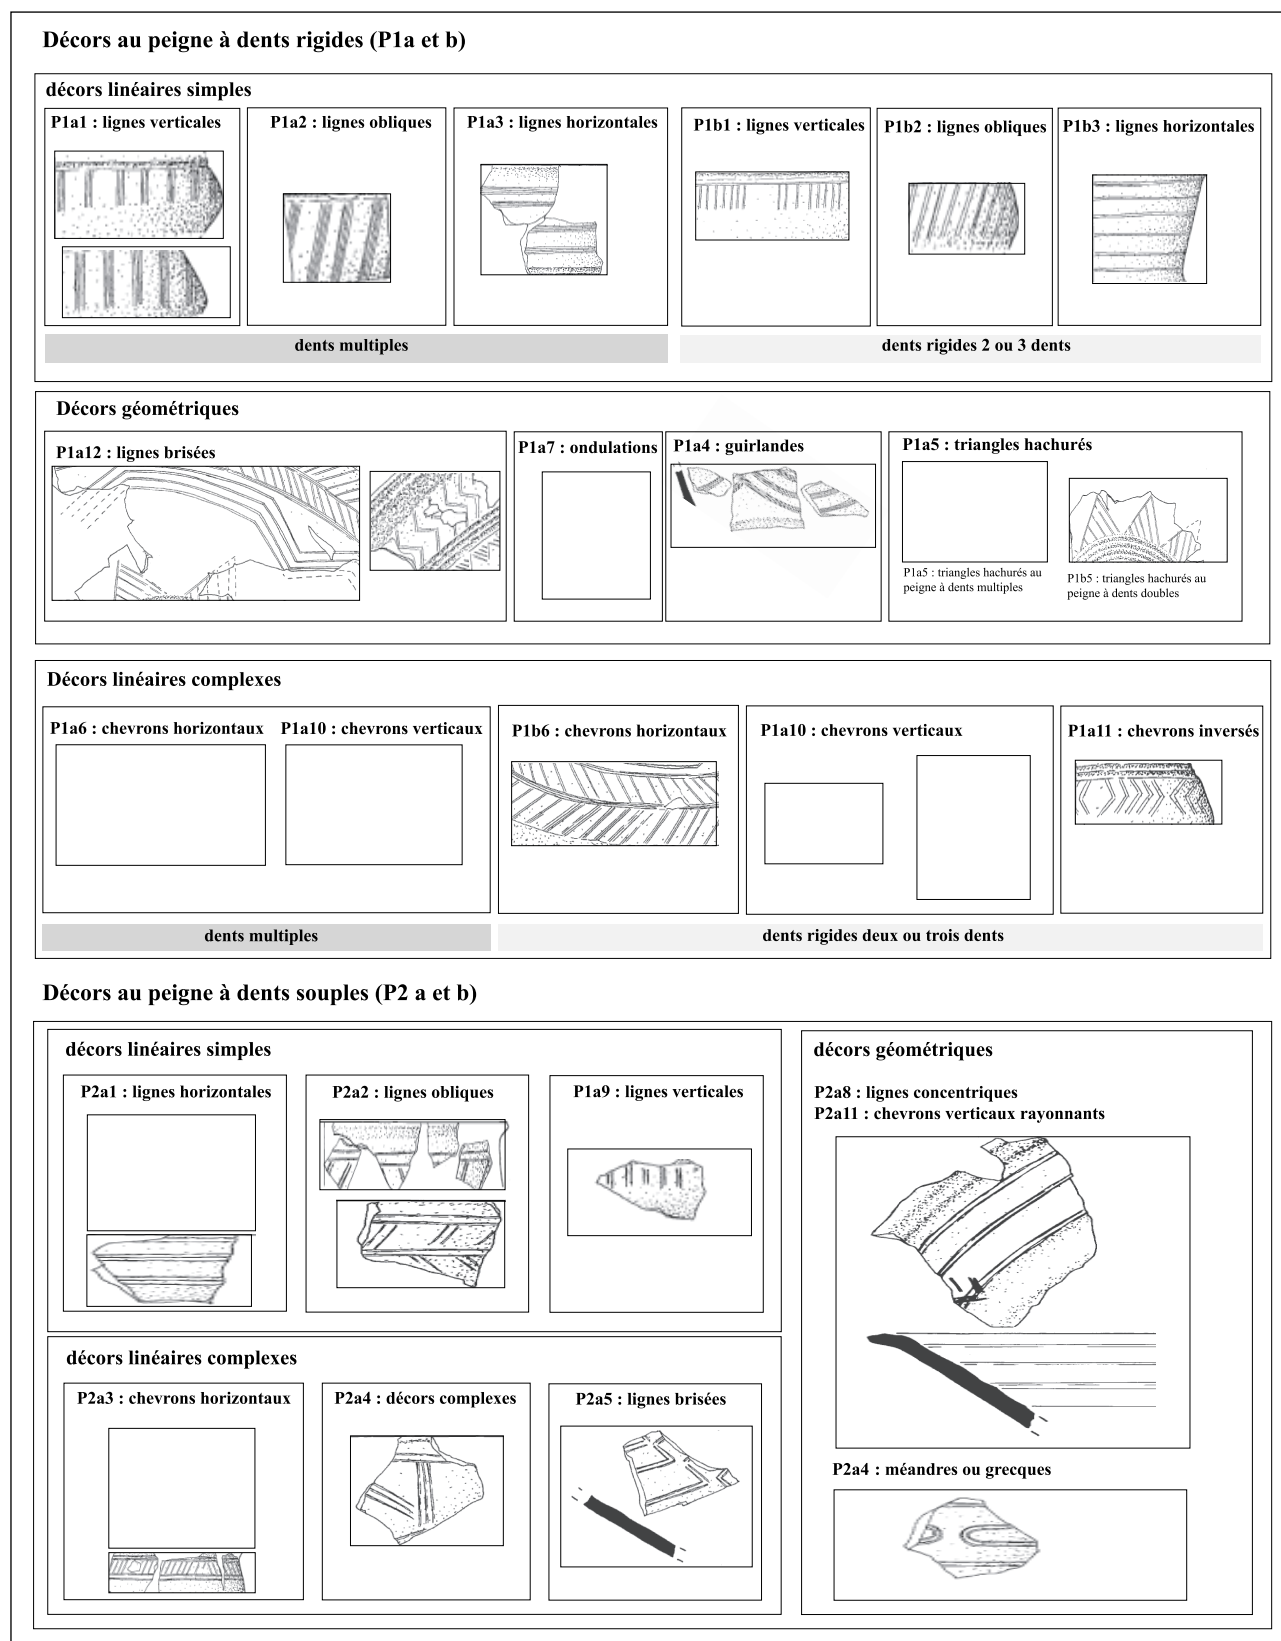 Décors au peigne à dents rigides (P1a et b)
décors linéaires simples
P1a1 : lignes verticales
P1a2 : lignes obliques
P1a3 : lignes horizontales
P1b1 : lignes verticales
P1b2 : lignes obliques
P1b3 : lignes horizontales
dents multiples
dents rigides 2 ou 3 dents
Décors géométriques
P1a12 : lignes brisées
P1a7 : ondulations
P1a4 : guirlandes
P1a5 : triangles hachurés
P1a5 : triangles hachurés au
peigne à dents multiples
P1b5 : triangles hachurés au
peigne à dents doubles
Décors linéaires complexes
P1a6 : chevrons horizontaux
P1a10 : chevrons verticaux
P1b6 : chevrons horizontaux
P1a10 : chevrons verticaux
P1a11 : chevrons inversés
dents multiples
dents rigides deux ou trois dents
Décors au peigne à dents souples (P2 a et b)
décors linéaires simples
P2a1 : lignes horizontales
P2a2 : lignes obliques
P1a9 : lignes verticales
décors géométriques
P2a8 : lignes concentriques
P2a11 : chevrons verticaux rayonnants
décors linéaires complexes
P2a3 : chevrons horizontaux
P2a4 : décors complexes
P2a5 : lignes brisées
P2a4 : méandres ou grecques